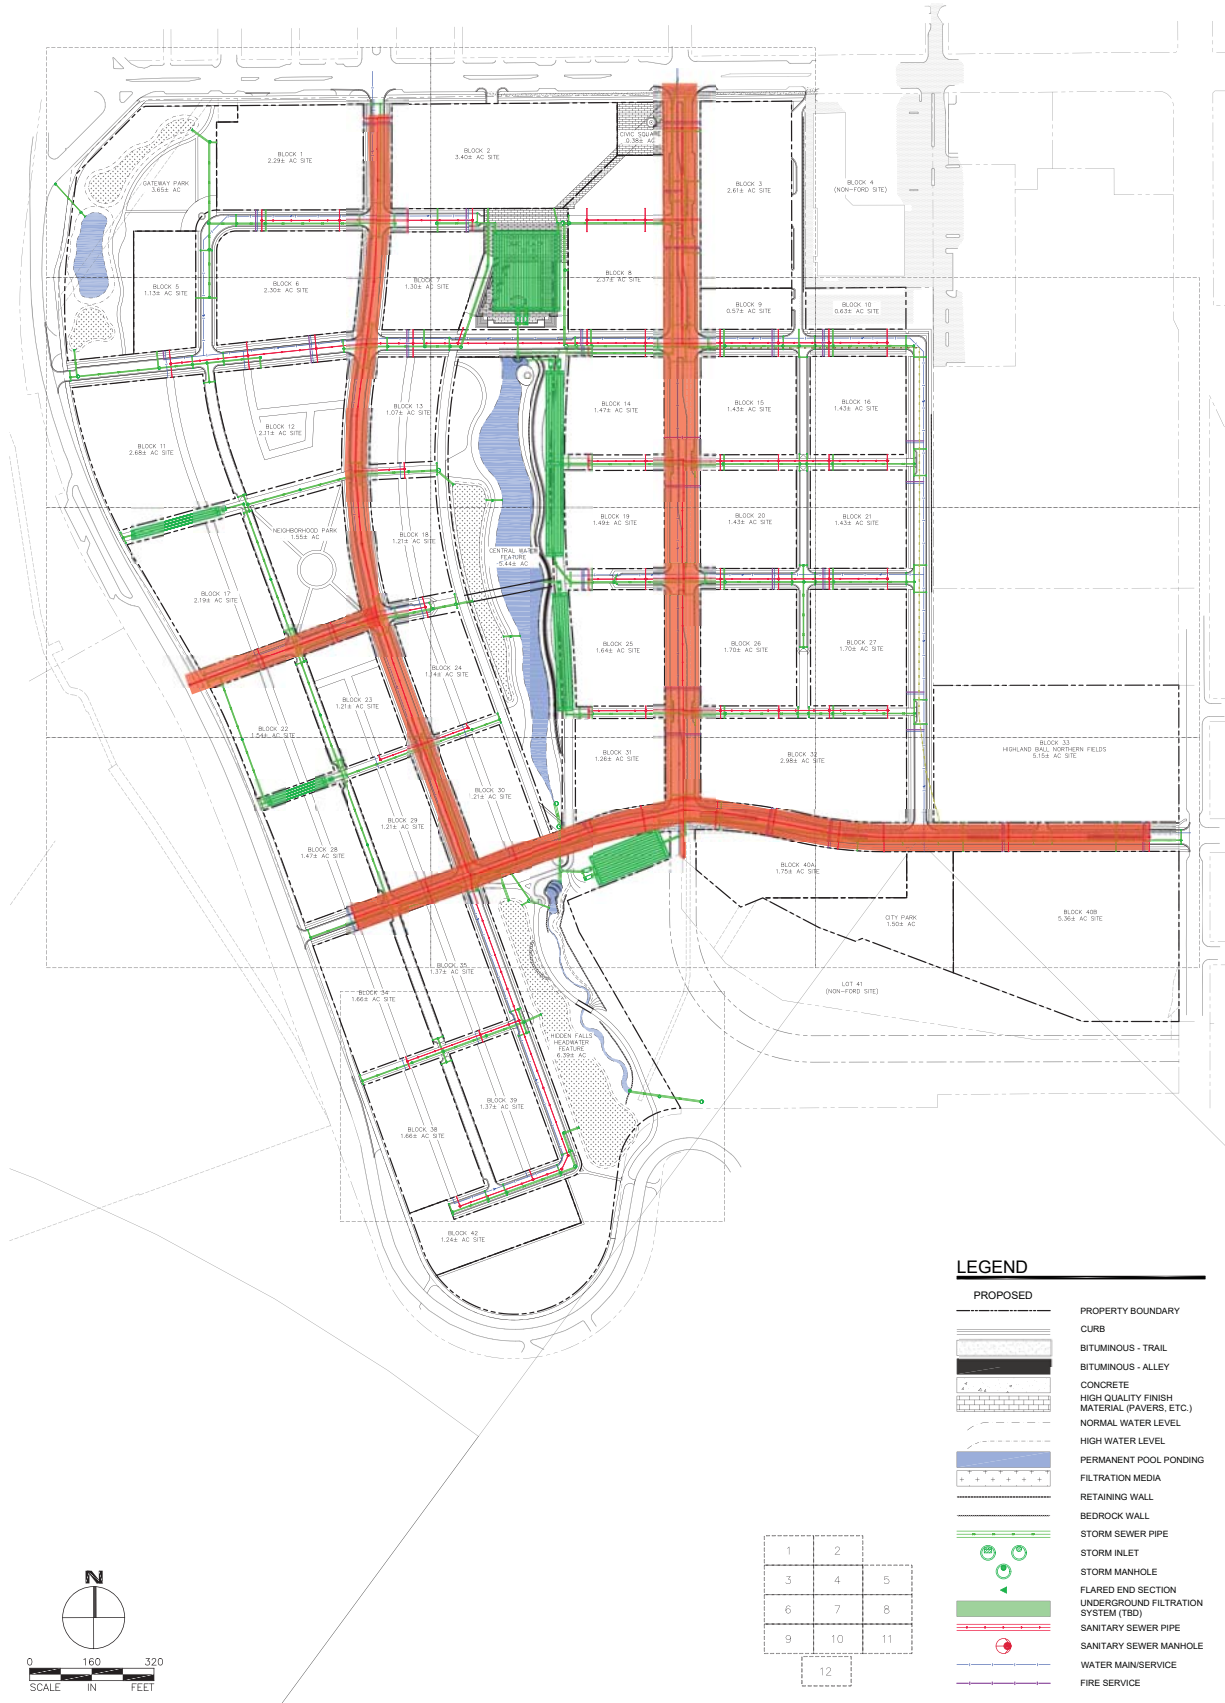 CIVIC SQUARE
0.38± AC
BLOCK 1
2.29± AC SITE
BLOCK 2
3.40± AC SITE
GATEWAY PARK
3.65± AC
BLOCK 3
2.61± AC SITE
BLOCK 4
(NON-FORD SITE)
BLOCK 5
1.13± AC SITE
BLOCK 6
2.30± AC SITE
BLOCK 7
1.30± AC SITE
BLOCK 8
2.37± AC SITE
BLOCK 9
0.57± AC SITE
BLOCK 10
0.63± AC SITE
BLOCK 11
2.68± AC SITE
BLOCK 12
2.11± AC SITE
BLOCK 13
1.07± AC SITE
BLOCK 14
1.47± AC SITE
BLOCK 15
1.43± AC SITE
BLOCK 16
1.43± AC SITE
NEIGHBORHOOD PARK
1.55± AC
BLOCK 18
1.21± AC SITE
CENTRAL WATER
FEATURE
5.44± AC
BLOCK 19
1.49± AC SITE
BLOCK 20
1.43± AC SITE
BLOCK 21
1.43± AC SITE
BLOCK 17
2.19± AC SITE
BLOCK 22
1.54± AC SITE
BLOCK 23
1.21± AC SITE
BLOCK 24
1.14± AC SITE
BLOCK 25
1.64± AC SITE
BLOCK 26
1.70± AC SITE
BLOCK 27
1.70± AC SITE
BLOCK 28
1.47± AC SITE
BLOCK 29
1.21± AC SITE
BLOCK 30
1.21± AC SITE
BLOCK 31
1.26± AC SITE
BLOCK 32
2.98± AC SITE
BLOCK 33
HIGHLAND BALL NORTHERN FIELDS
5.15± AC SITE
BLOCK 40A
1.75± AC SITE
CITY PARK
1.50± AC
BLOCK 40B
5.36± AC SITE
LOT 41
(NON-FORD SITE)
BLOCK 34
1.66± AC SITE
BLOCK 35
1.37± AC SITE
HIDDEN FALLS
HEADWATER
FEATURE
6.39± AC
BLOCK 38
1.66± AC SITE
BLOCK 39
1.37± AC SITE
BLOCK 42
1.24± AC SITE
LEGEND
PROPOSED
PROPERTY BOUNDARY
CURB
BITUMINOUS - TRAIL
BITUMINOUS - ALLEY
CONCRETE
HIGH QUALITY FINISH
MATERIAL (PAVERS, ETC.)
NORMAL WATER LEVEL
HIGH WATER LEVEL
PERMANENT POOL PONDING
FILTRATION MEDIA
RETAINING WALL
BEDROCK WALL
STORM SEWER PIPE
STORM INLET
STORM MANHOLE
FLARED END SECTION
UNDERGROUND FILTRATION
SYSTEM (TBD)
SANITARY SEWER PIPE
SANITARY SEWER MANHOLE
WATER MAIN/SERVICE
FIRE SERVICE
N
0 160 320
SCALE IN FEET
1 2
3 4 5
6 7 8
9 10 11
12